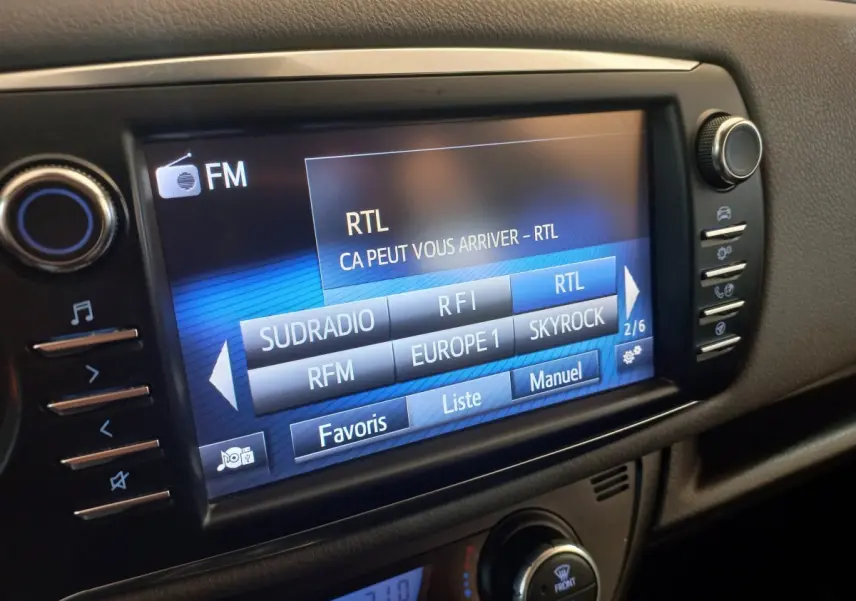 FM
RTL
CA PEUT VOUS ARRIVER - RTL
SUDRADIO RFI RTL
RFM EUROPE 1 SKYROCK
2/6
Favoris Liste Manuel
FRONT